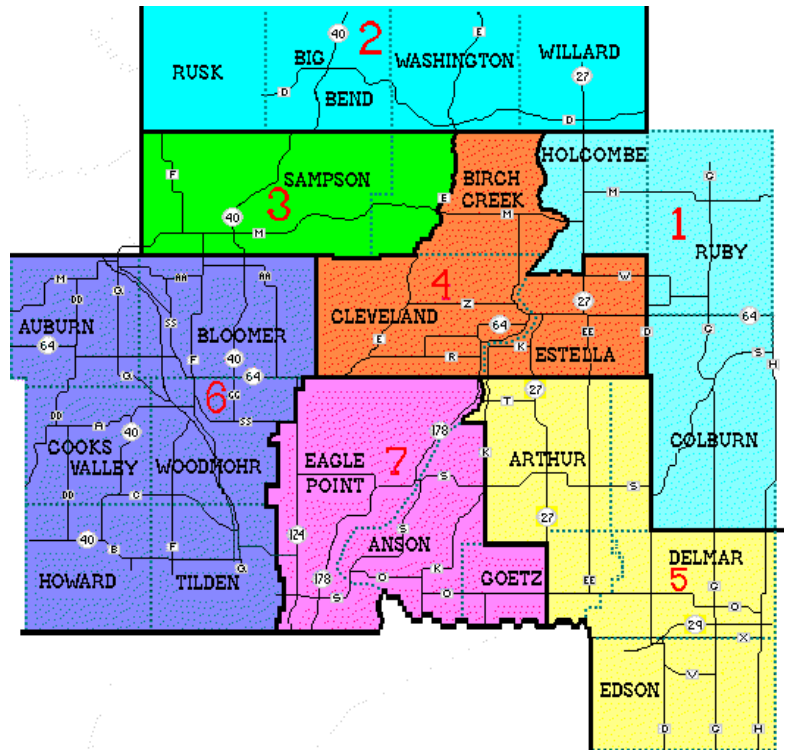 2
40
E
RUSK
BIG
WASHINGTON
WILLARD
27
D
BEND
D
HOLCOMBE
F
SAMPSON
BIRCH
CREEK
G
M
3
40
E
M
1
M
RUBY
M
DD
G
AA
AA
4
W
27
AUBURN
SS
BLOOMER
CLEVELAND
Z
64
EE
D
64
G
64
F
40
E
R
K
ESTELLA
S
H
G
64
6
GG
27
DD
A
40
SS
178
T
COOKS
VALLEY
WOODMOHR
EAGLE
POINT
7
K
ARTHUR
COLBURN
S
S
DD
C
124
S
27
40
B
F
ANSON
DELMAR
HOWARD
TILDEN
G
178
O
K
GOETZ
EE
5
G
S
O
O
29
X
EDSON
V
D
G
H